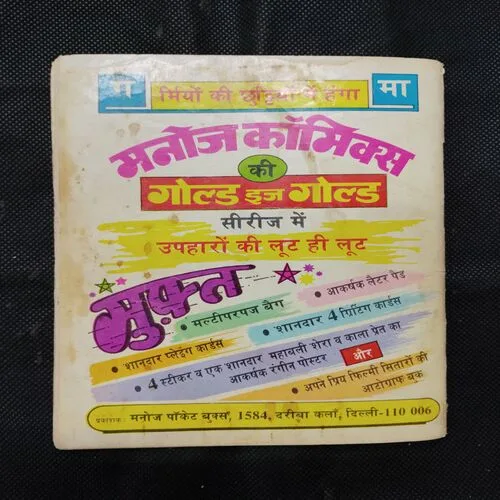 ग र्मियों की छुट्टियों में हंगा मा
मनोज कॉमिक्स
की
गोल्ड इन गोल्ड
सीरीज में
उपहारों की लूट ही लूट
मुफ़्त
• आकर्षक लैटर पैड
• मल्टीपरपज बैग
• शानदार 4 ग्रिटिंग कार्डस
• शानदार प्लेइंग कार्डस
• 4 स्टीकर व एक शानदार महाबली शेरा व काला प्रेत का
आकर्षक रंगीन पोस्टर और
• अपने प्रिय फिल्मी सितारों की
आटोग्राफ बुक
प्रकाशक: मनोज पॉकेट बुक्स, 1584, दरीबा कलाँ, दिल्ली-110 006